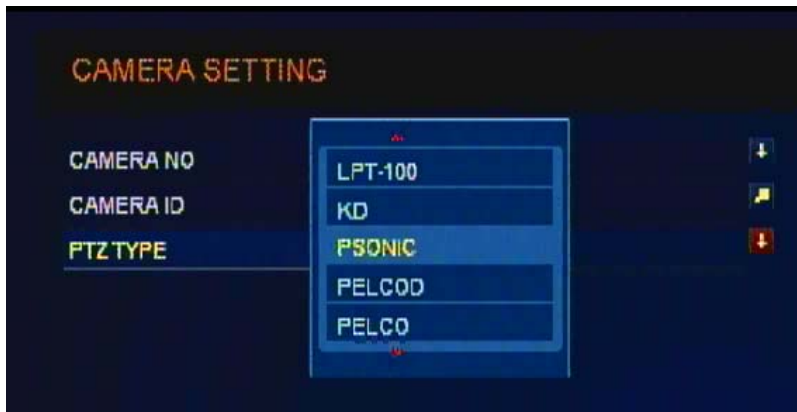 CAMERA SETTING
CAMERA NO
CAMERA ID
PTZ TYPE
LPT-100
KD
PSONIC
PELCOD
PELCO